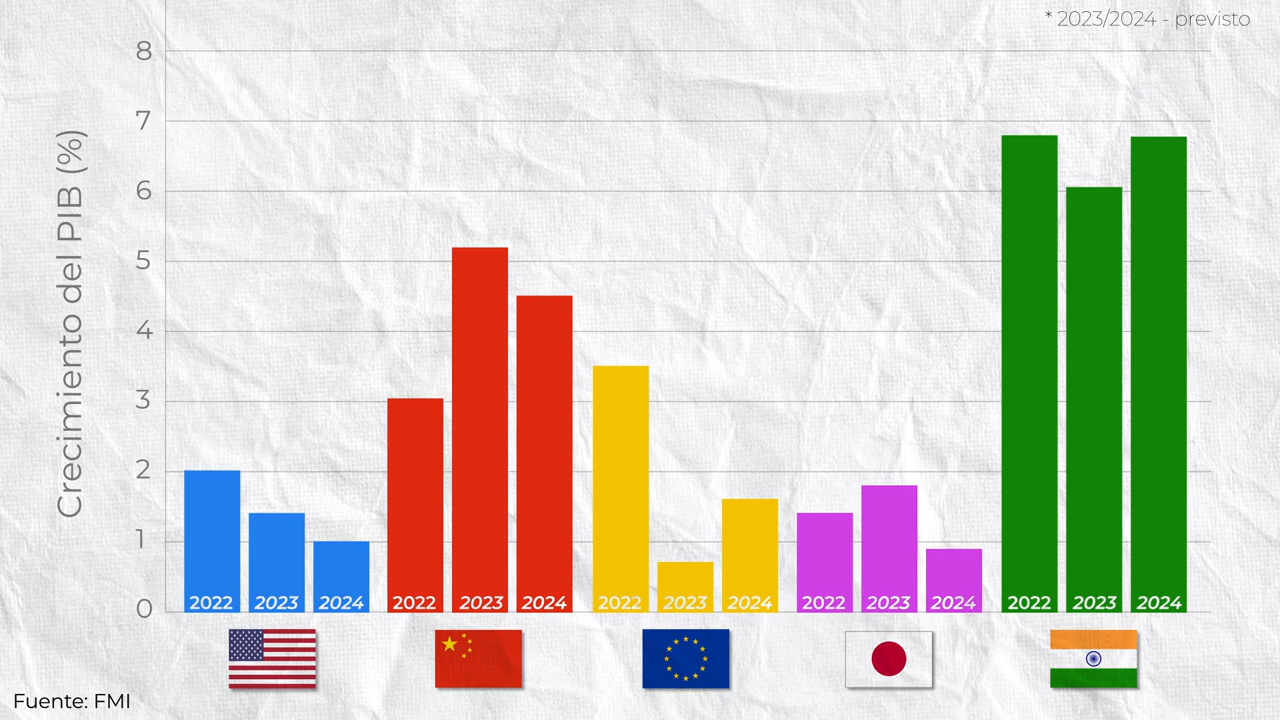 * 2023/2024 - previsto
Crecimiento del PIB (%)
8
7
6
5
4
3
2
1
0
2022 2023 2024 2022 2023 2024 2022 2023 2024 2022 2023 2024 2022 2023 2024
Fuente: FMI